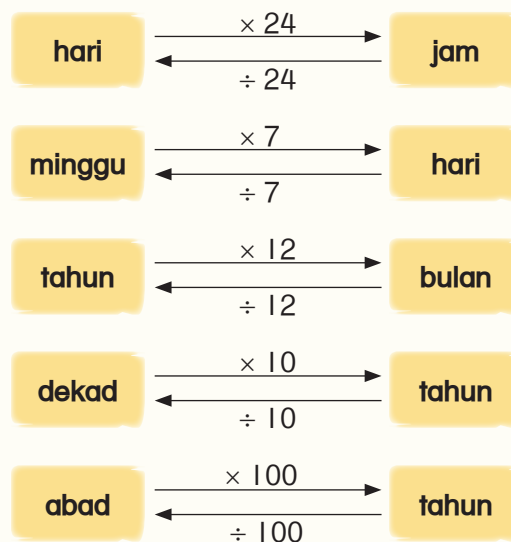 × 24
hari jam
÷ 24
× 7
minggu hari
÷ 7
× 12
tahun bulan
÷ 12
× 10
dekad tahun
÷ 10
× 100
abad tahun
÷ 100